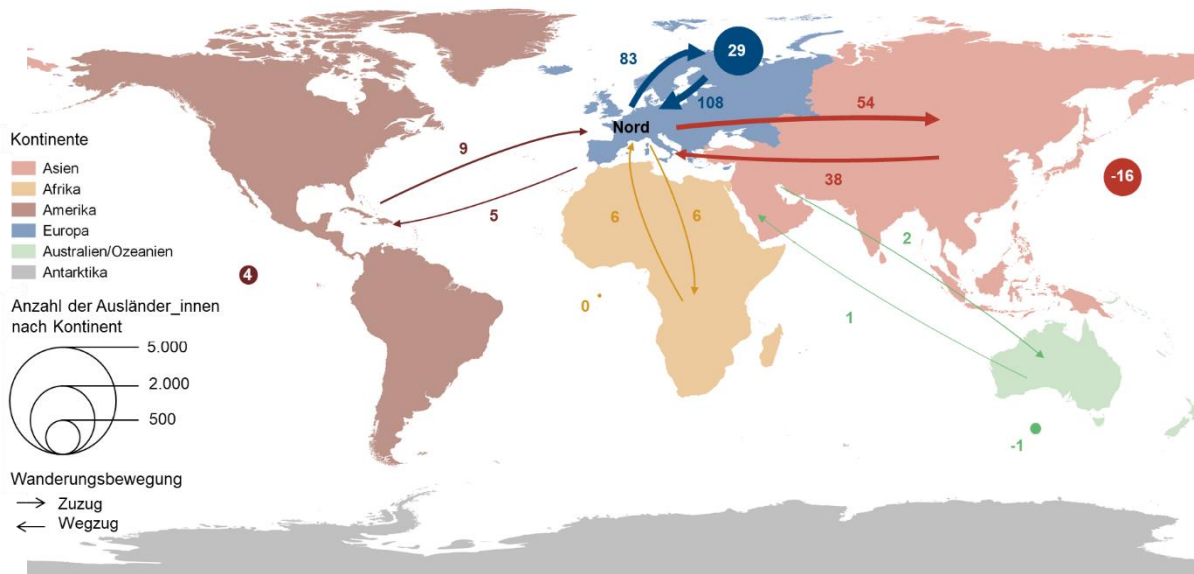 83
29
108
54
Nord
9
38
-16
5
6
6
2
4
0
1
-1
Kontinente
Asien
Afrika
Amerika
Europa
Australien/Ozeanien
Antarktika
Anzahl der Ausländer_innen
nach Kontinent
5.000
2.000
500
Wanderungsbewegung
Zuzug
Wegzug